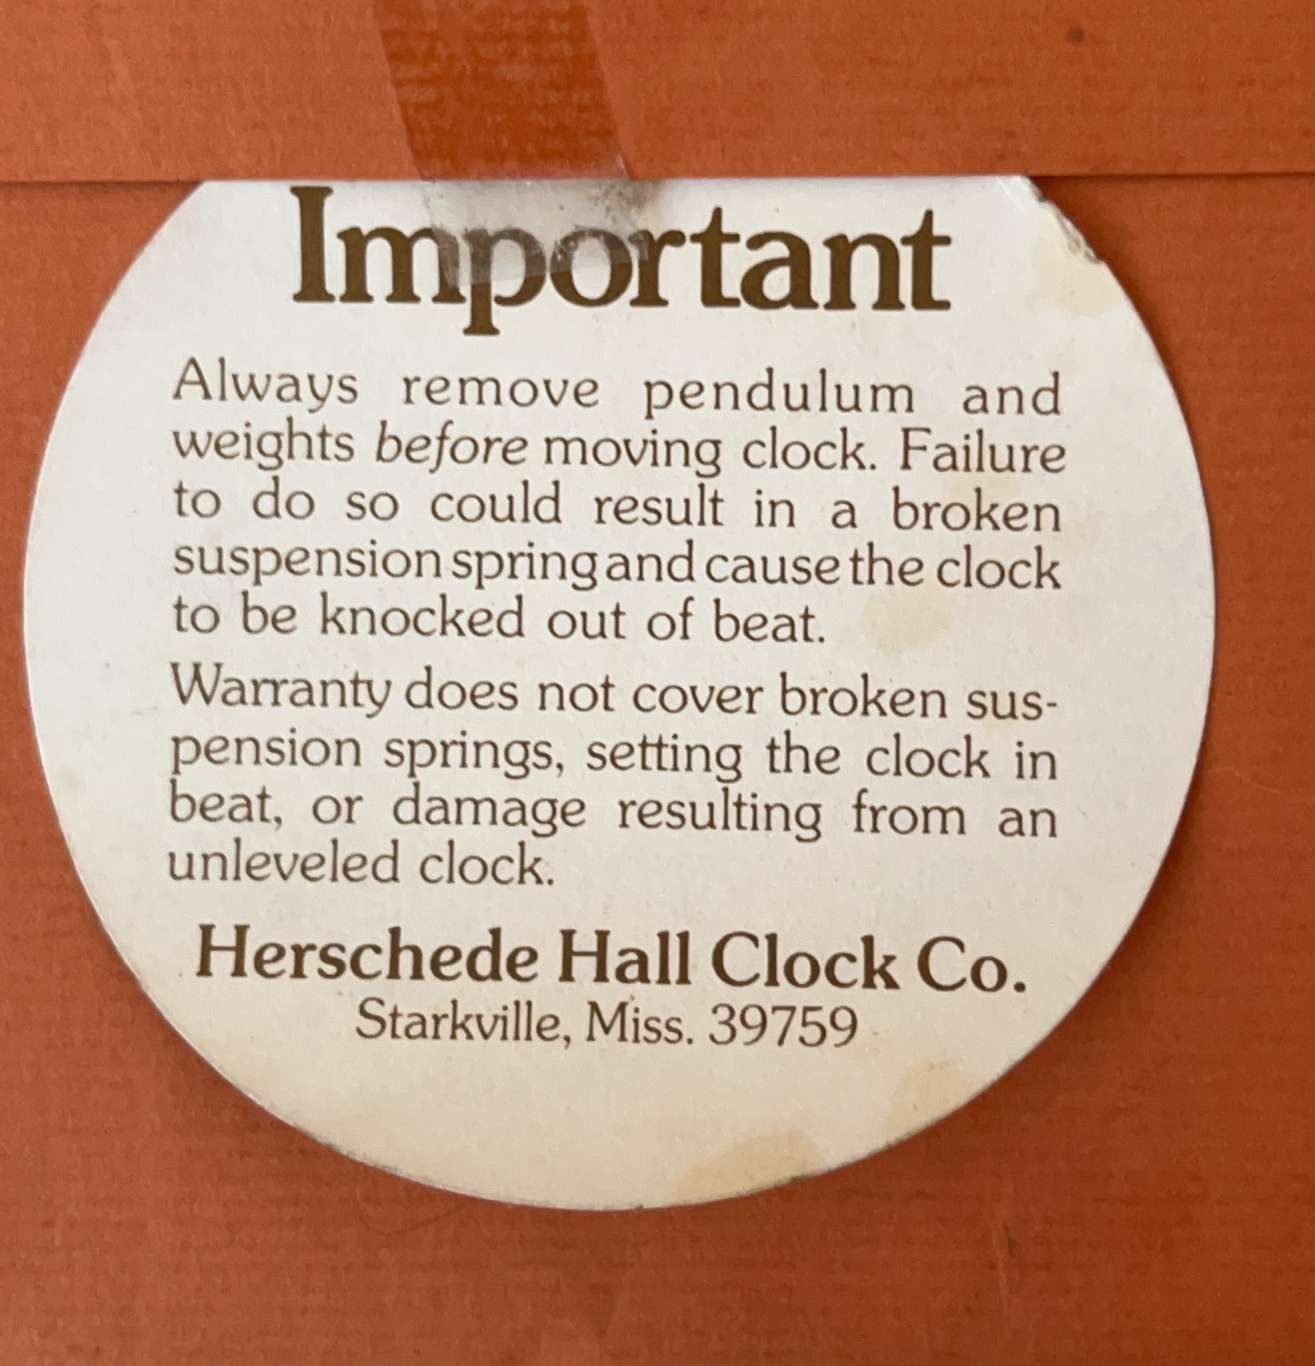 Important
Always remove pendulum and
weights before moving clock. Failure
to do so could result in a broken
suspension spring and cause the clock
to be knocked out of beat.
Warranty does not cover broken sus-
pension springs, setting the clock in
beat, or damage resulting from an
unleveled clock.
Herschede Hall Clock Co.
Starkville, Miss. 39759